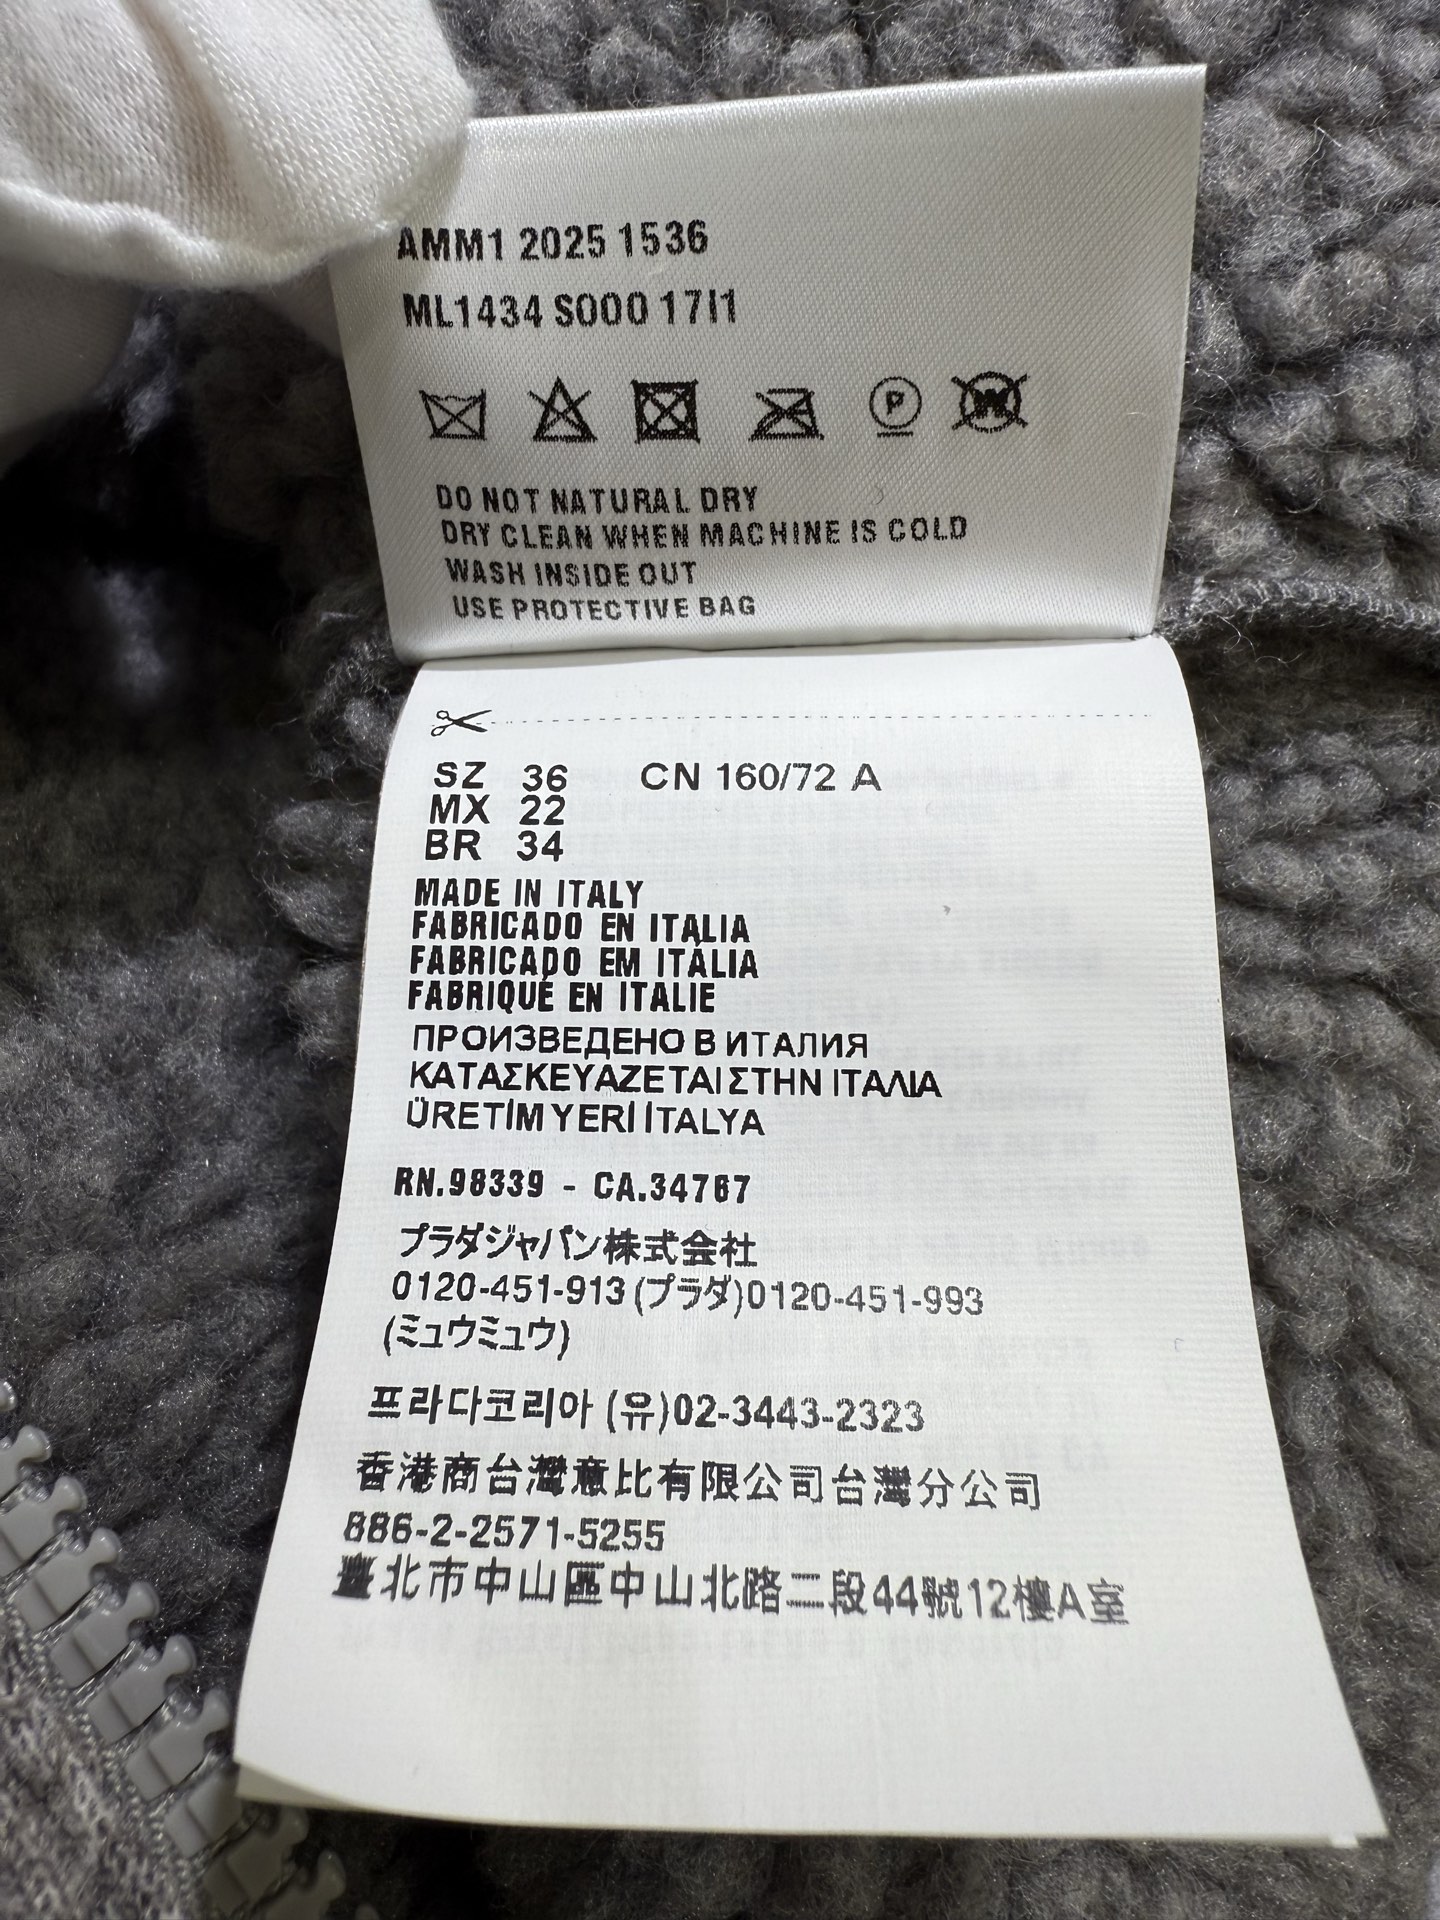 AMM1 2025 1536
ML1434 S000 17I1
P W
DO NOT NATURAL DRY
DRY CLEAN WHEN MACHINE IS COLD
WASH INSIDE OUT
USE PROTECTIVE BAG
SZ 36 CN 160/72 A
MX 22
BR 34
MADE IN ITALY
FABRICADO EN ITALIA
FABRICADO EM ITÁLIA
FABRIQUÉ EN ITALIE
ПРОИЗВЕДЕНО В ИТАЛИЯ
ΚΑΤΑΣΚΕΥΑΖΕΤΑΙ ΣΤΗΝ ΙΤΑΛΙΑ
ÜRETİM YERİ İTALYA
RN.98339 - CA.34767
プラダジャパン株式会社
0120-451-913(プラダ)0120-451-993
(ミュウミュウ)
프라다코리아 (유)02-3443-2323
香港商台灣意比有限公司台灣分公司
886-2-2571-5255
臺北市中山區中山北路二段44號12樓A室